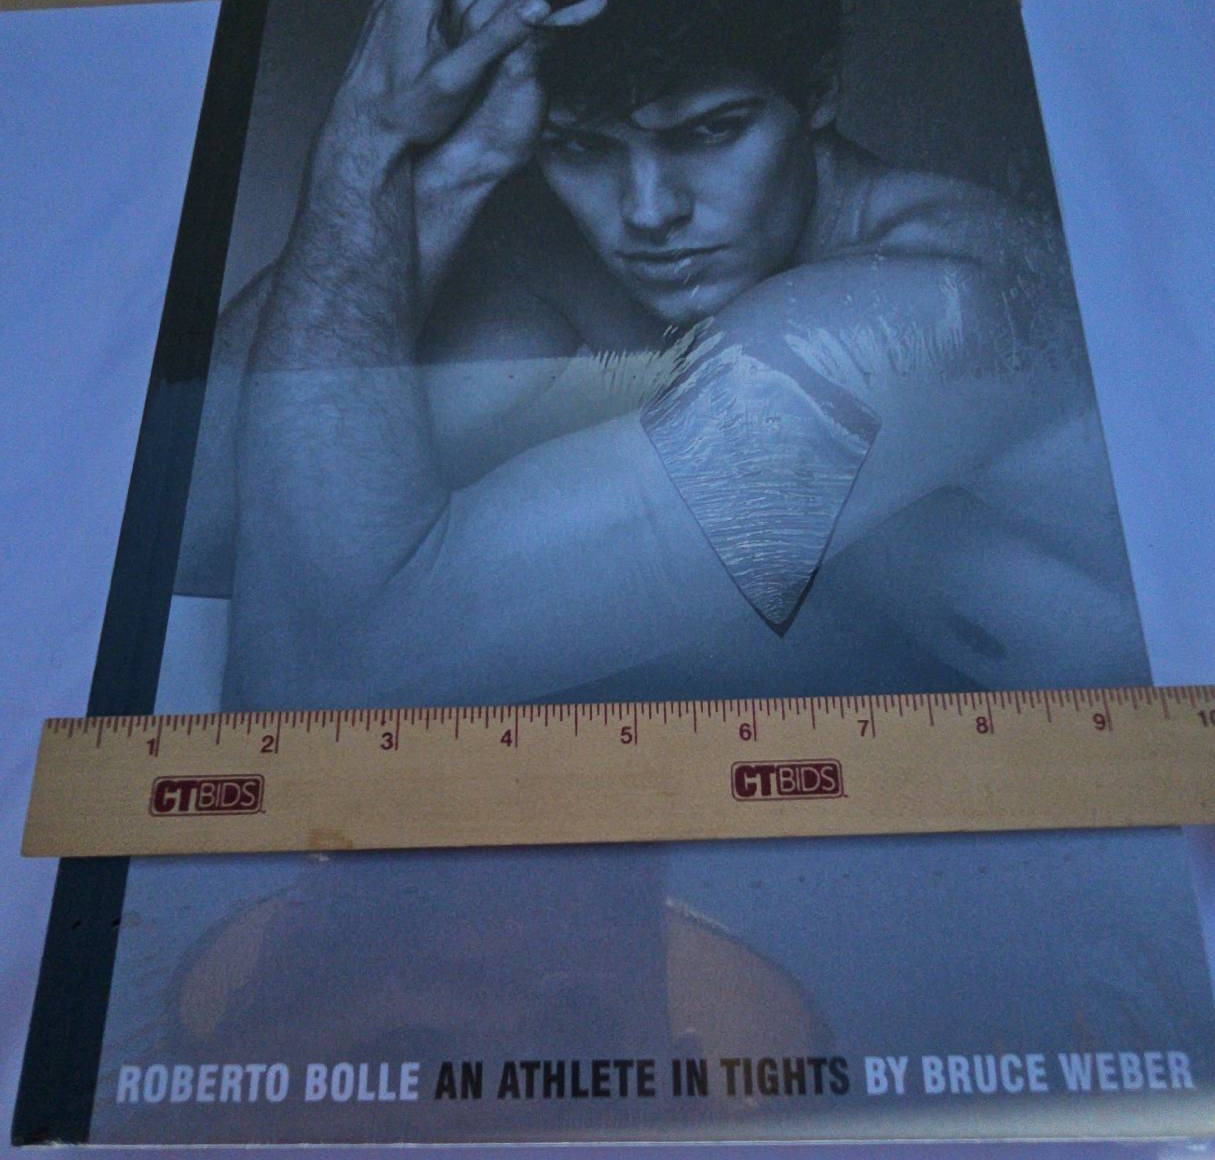 1 2 3 4 5 6 7 8 9 10
CTBIDS CTBIDS
ROBERTO BOLLE AN ATHLETE IN TIGHTS BY BRUCE WEBER